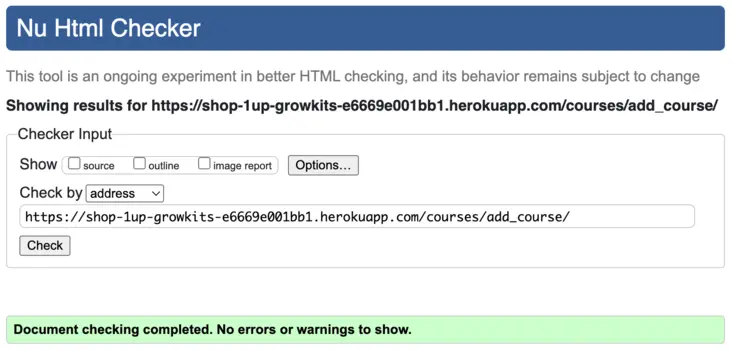 Nu Html Checker
This tool is an ongoing experiment in better HTML checking, and its behavior remains subject to change
Showing results for https://shop-1up-growkits-e6669e001bb1.herokuapp.com/courses/add_course/
Checker Input
Show source outline image report Options...
Check by address
https://shop-1up-growkits-e6669e001bb1.herokuapp.com/courses/add_course/
Check
Document checking completed. No errors or warnings to show.